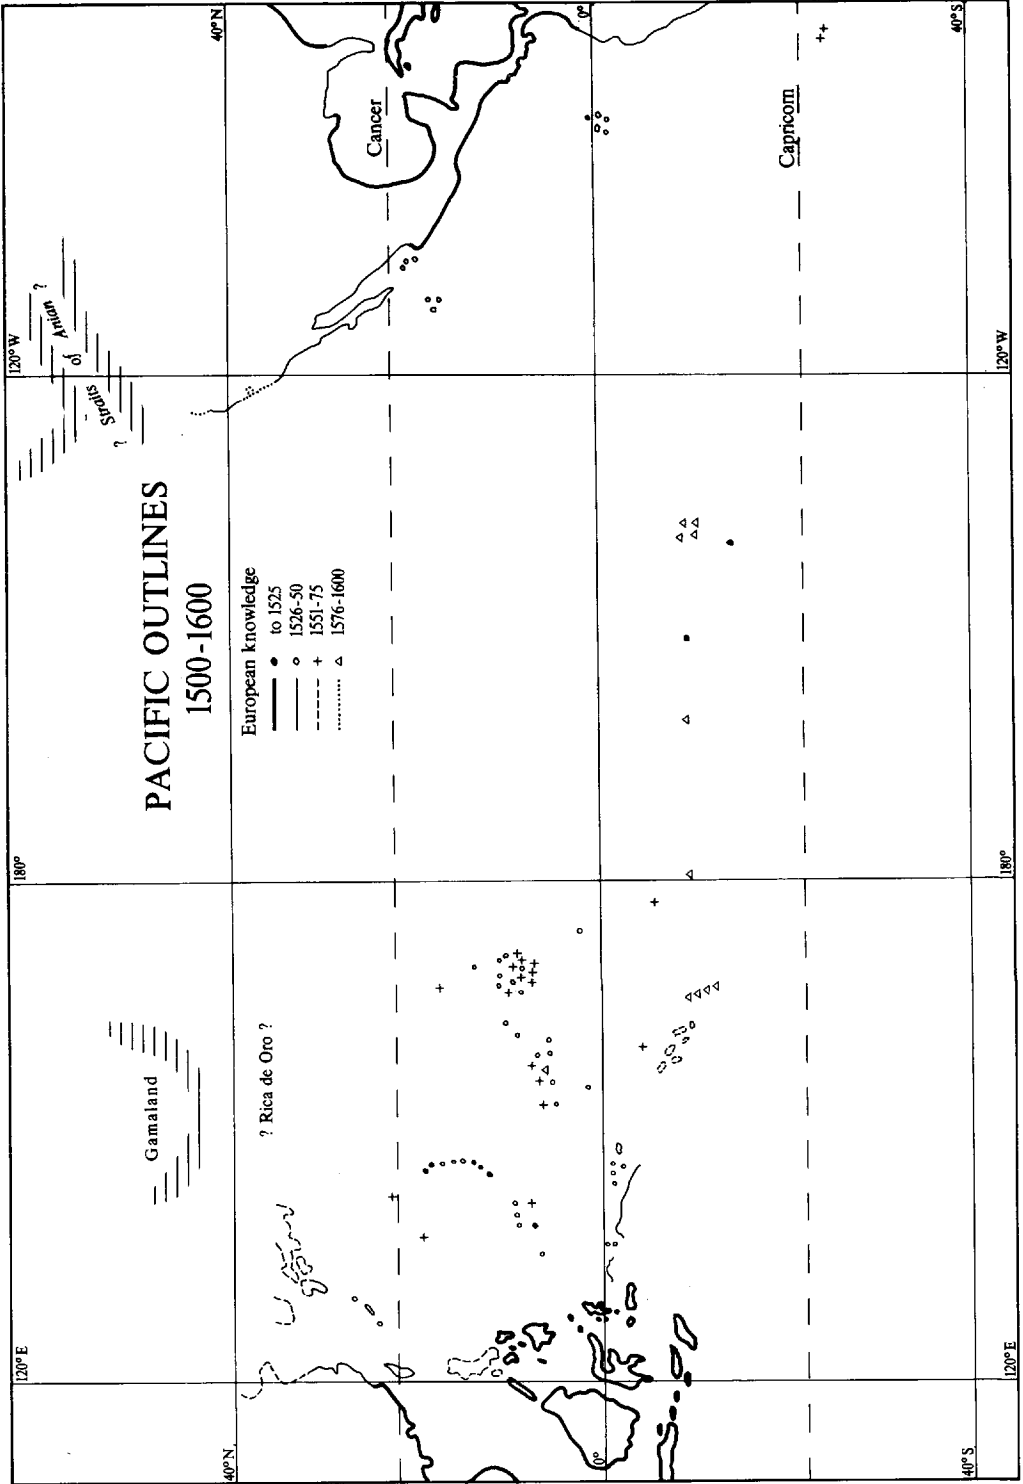 PACIFIC OUTLINES
1500-1600
European knowledge
to 1525
1526-50
1551-75
1576-1600
120° E
180°
120° W
40° N
40° N
? Straits of Anian ?
Gamaland
? Rica de Oro ?
Cancer
0°
0°
Capricorn
40° S
40° S
120° E
180°
120° W